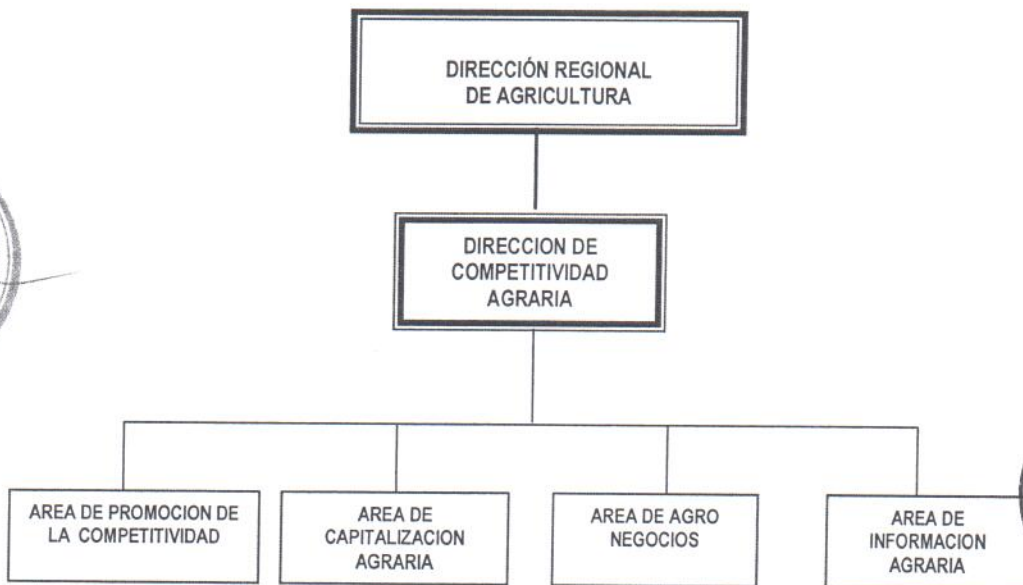 DIRECCIÓN REGIONAL
DE AGRICULTURA
DIRECCION DE
COMPETITIVIDAD
AGRARIA
AREA DE PROMOCION DE
LA COMPETITIVIDAD
AREA DE
CAPITALIZACION
AGRARIA
AREA DE AGRO
NEGOCIOS
AREA DE
INFORMACION
AGRARIA